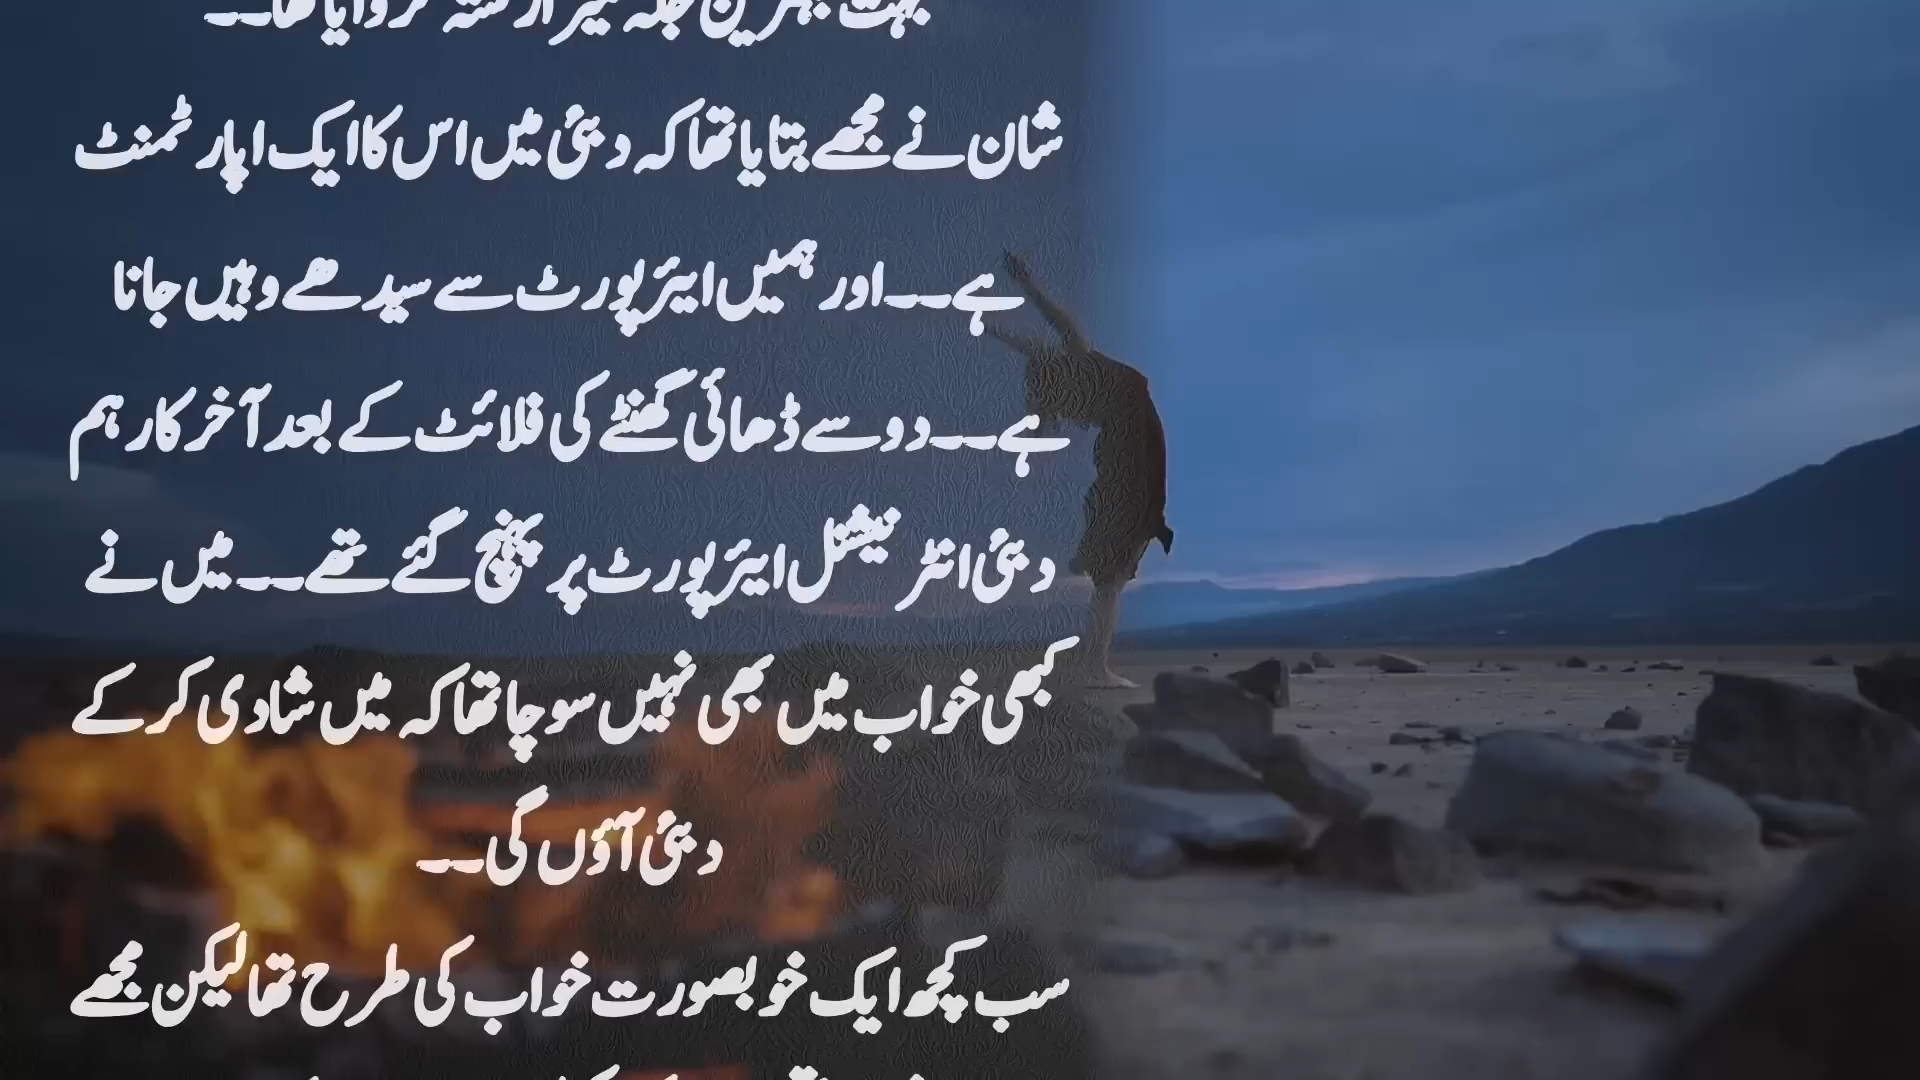 بہت بہترین جگہ میرا رشتہ کروایا تھا۔۔
شان نے مجھے بتایا تھا کہ دبئی میں اس کا ایک اپارٹمنٹ
ہے۔۔اور ہمیں ایئرپورٹ سے سیدھے وہیں جانا
ہے۔۔دو سے ڈھائی گھنٹے کی فلائٹ کے بعد آخر کار ہم
دبئی انٹرنیشنل ایئرپورٹ پر پہنچ گئے تھے۔۔میں نے
کبھی خواب میں بھی نہیں سوچا تھا کہ میں شادی کر کے
دبئی آؤں گی۔۔
سب کچھ ایک خوبصورت خواب کی طرح تھا لیکن مجھے